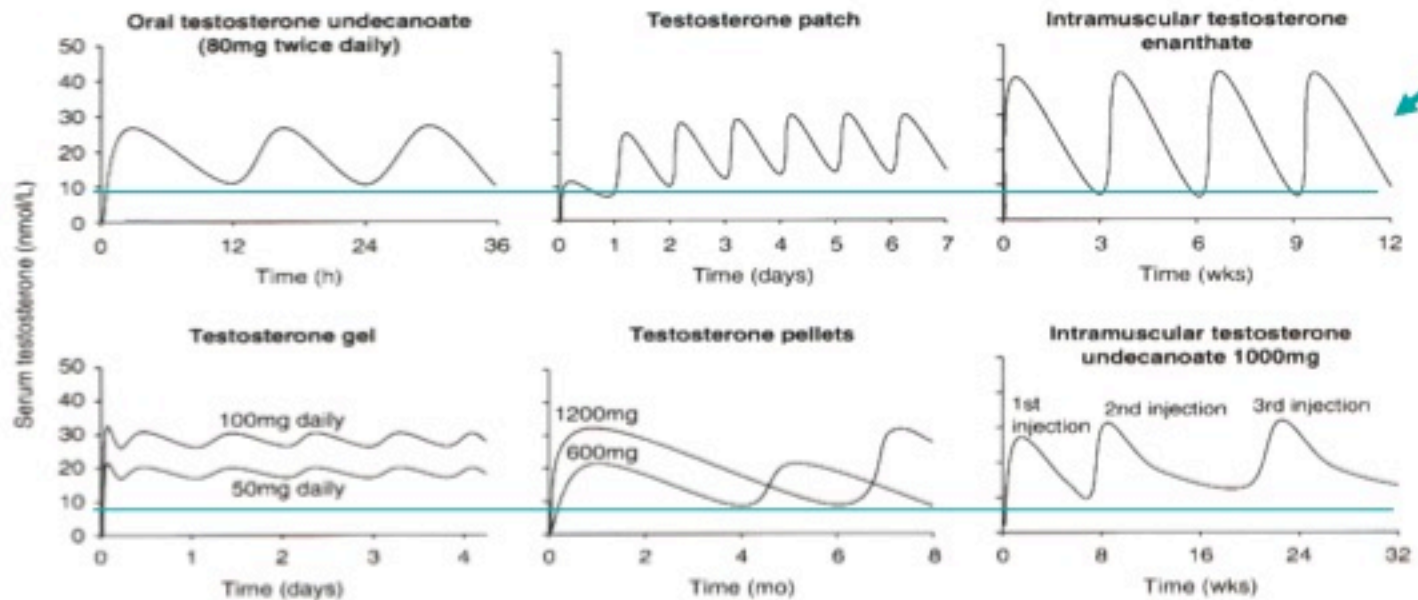 Oral testosterone undecanoate
(80mg twice daily)
Testosterone patch
Intramuscular testosterone
enanthate
Serum testosterone (nmol/L)
50
40
30
20
10
0
0 12 24 36
Time (h)
0 1 2 3 4 5 6 7
Time (days)
0 3 6 9 12
Time (wks)
Testosterone gel
Testosterone pellets
Intramuscular testosterone
undecanoate 1000mg
50
40
30
20
10
0
100mg daily
50mg daily
0 1 2 3 4
Time (days)
1200mg
600mg
0 2 4 6 8
Time (mo)
1st
injection
2nd injection
3rd injection
0 8 16 24 32
Time (wks)